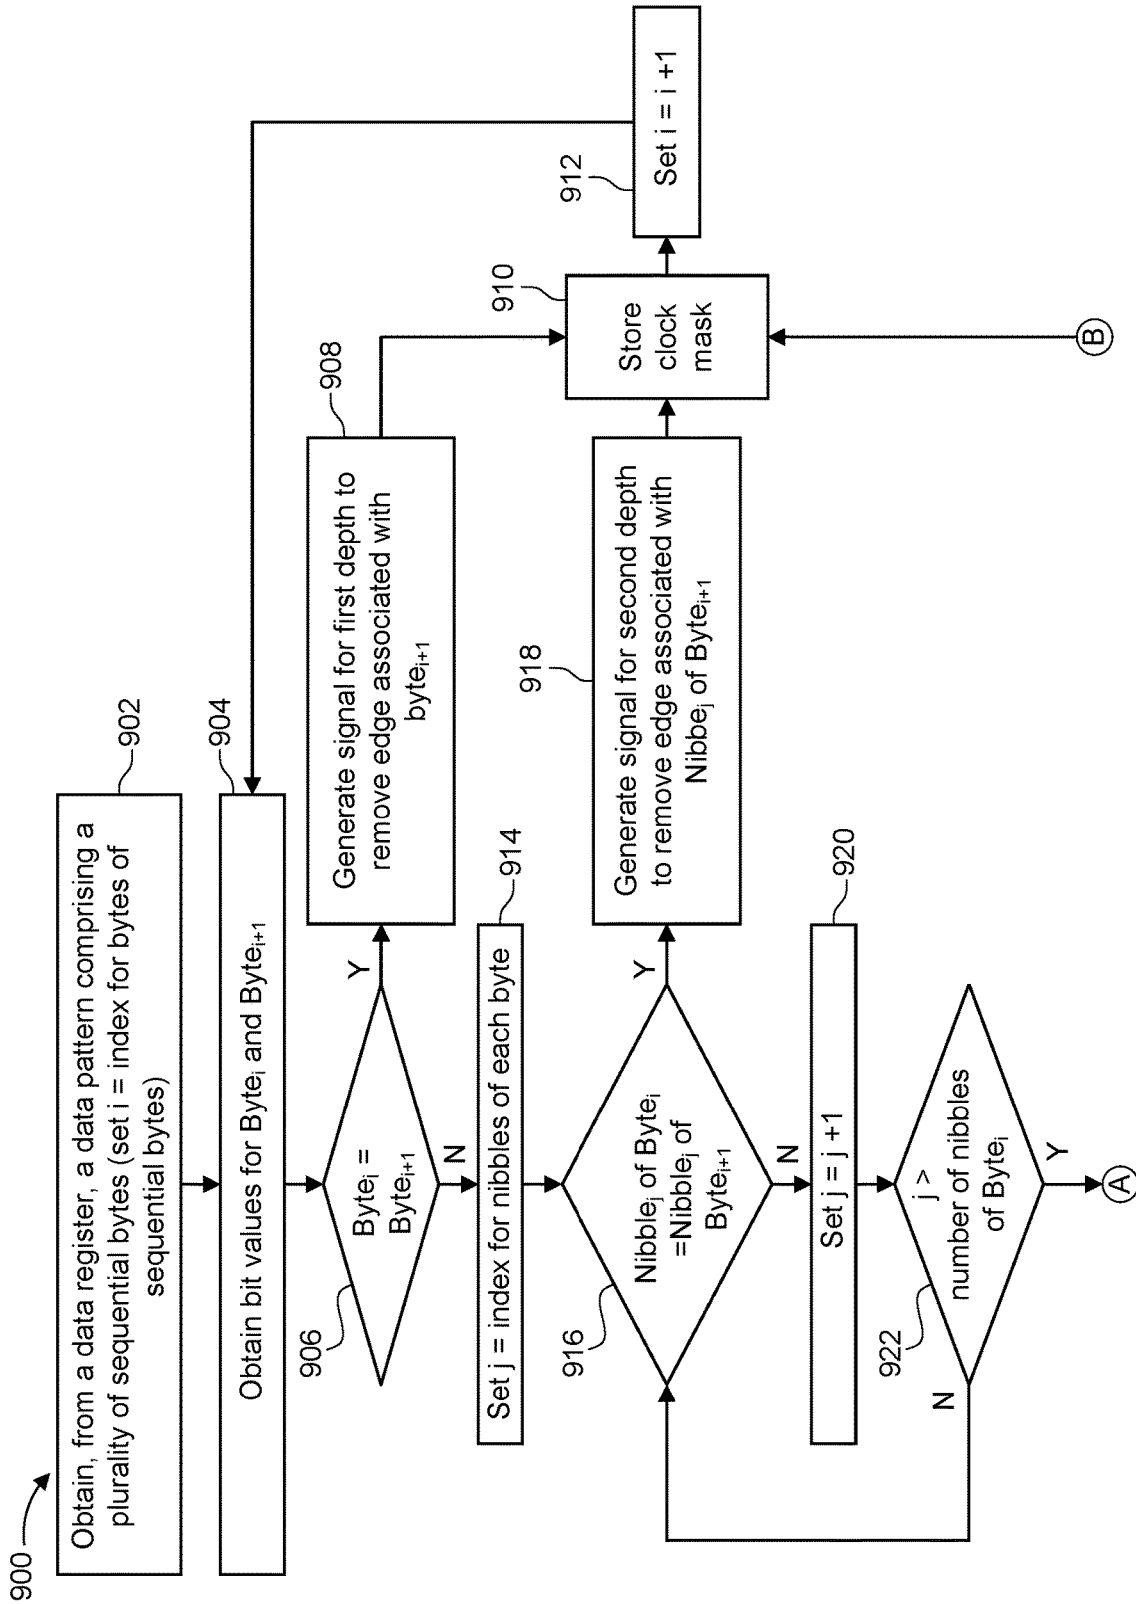 900
Obtain, from a data register, a data pattern comprising a
plurality of sequential bytes (set i = index for bytes of
sequential bytes)
902
Obtain bit values for Byteᵢ and Byteᵢ₊₁
904
Byteᵢ =
Byteᵢ₊₁
906
Y
N
Generate signal for first depth to
remove edge associated with
byteᵢ₊₁
908
Store
clock
mask
910
Set i = i +1
912
Set j = index for nibbles of each byte
914
Nibbleⱼ of Byteᵢ
=Nibbleⱼ of
Byteᵢ₊₁
916
Y
N
Generate signal for second depth
to remove edge associated with
Nibbeⱼ of Byteᵢ₊₁
918
Set j = j +1
920
j >
number of nibbles
of Byteᵢ
922
N
Y
A
B